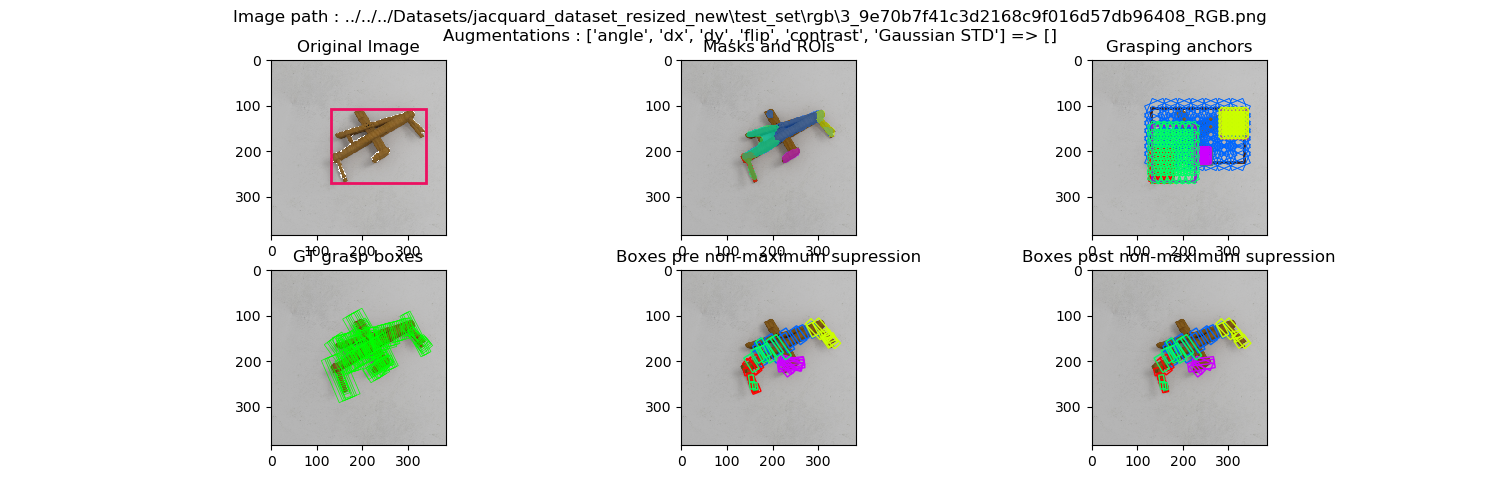 Image path : ../../../Datasets/jacquard_dataset_resized_new\test_set\rgb\3_9e70b7f41c3d2168c9f016d57db96408_RGB.png
Augmentations : ['angle', 'dx', 'dy', 'flip', 'contrast', 'Gaussian STD'] => []
Original Image
Masks and ROIs
Grasping anchors
0
100
200
300
0 100 200 300
0
100
200
300
0 100 200 300
0
100
200
300
0 100 200 300
GT grasp boxes
Boxes pre non-maximum supression
Boxes post non-maximum supression
0
100
200
300
0 100 200 300
0
100
200
300
0 100 200 300
0
100
200
300
0 100 200 300